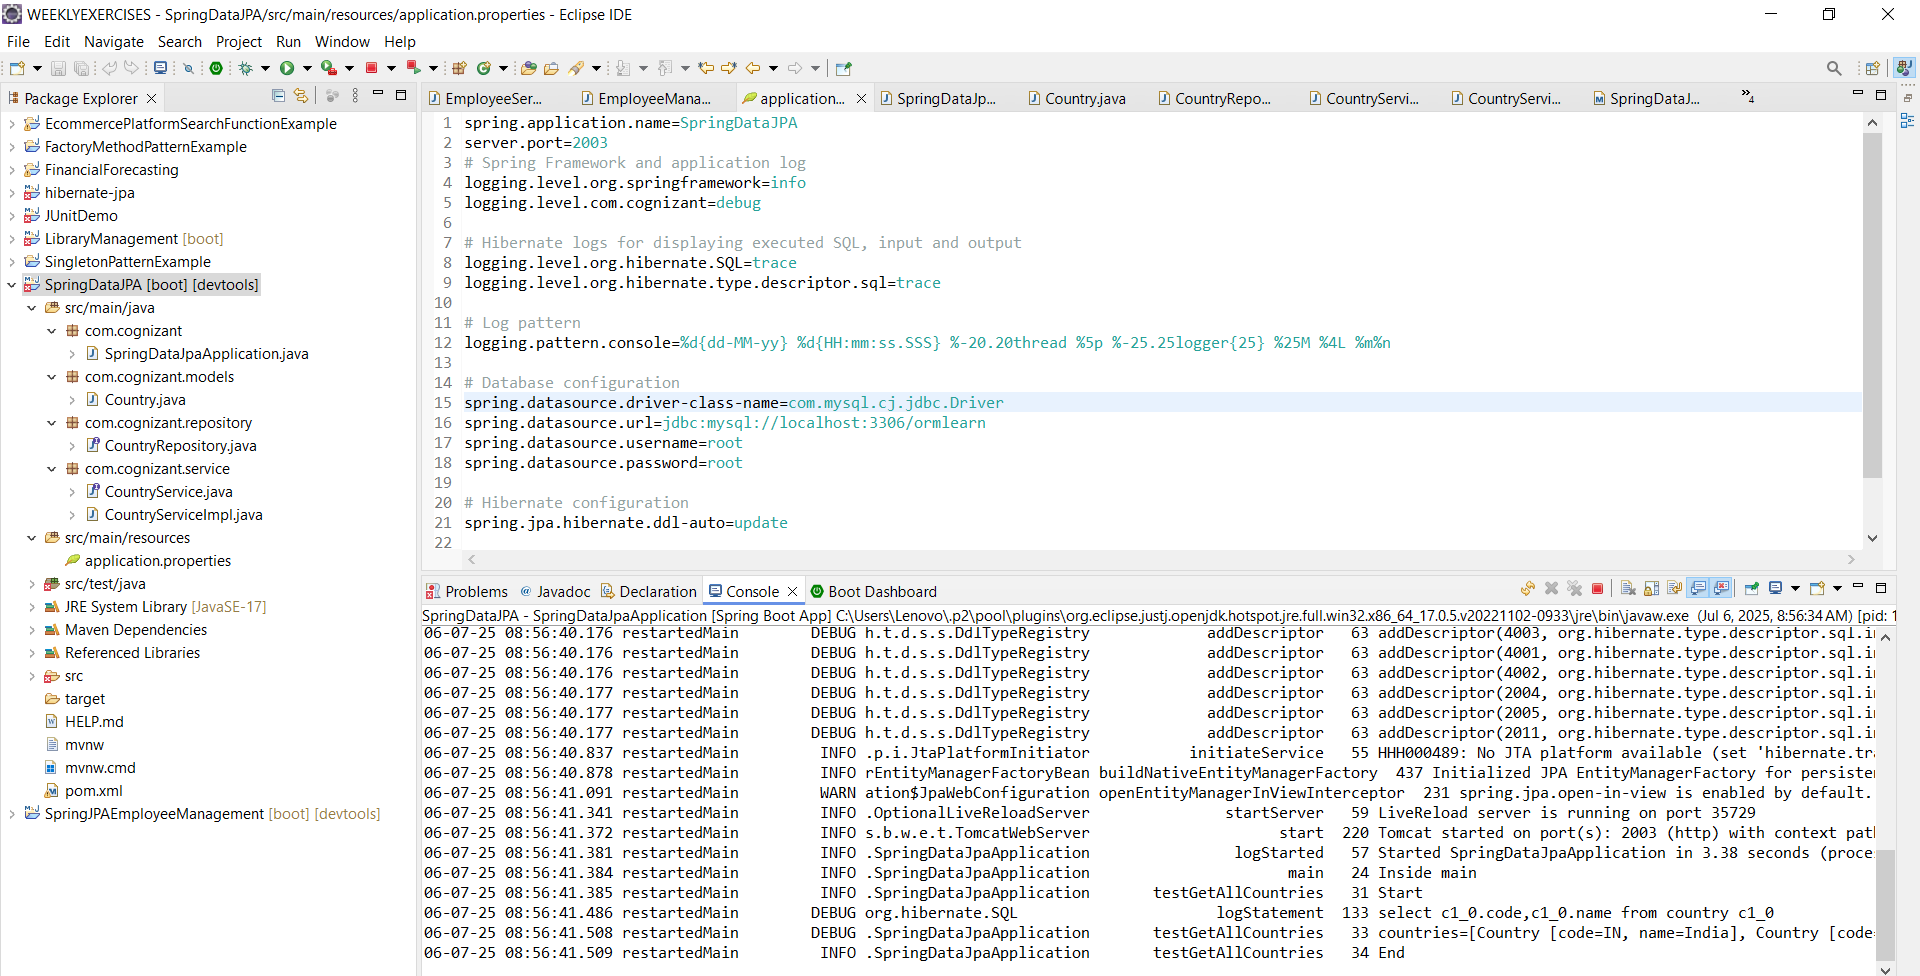 WEEKLYEXERCISES - SpringDataJPA/src/main/resources/application.properties - Eclipse IDE
File Edit Navigate Search Project Run Window Help
Package Explorer
EcommercePlatformSearchFunctionExample
FactoryMethodPatternExample
FinancialForecasting
hibernate-jpa
JUnitDemo
LibraryManagement [boot]
SingletonPatternExample
SpringDataJPA [boot] [devtools]
src/main/java
com.cognizant
SpringDataJpaApplication.java
com.cognizant.models
Country.java
com.cognizant.repository
CountryRepository.java
com.cognizant.service
CountryService.java
CountryServiceImpl.java
src/main/resources
application.properties
src/test/java
JRE System Library [JavaSE-17]
Maven Dependencies
Referenced Libraries
src
target
HELP.md
mvnw
mvnw.cmd
pom.xml
SpringJPAEmployeeManagement [boot] [devtools]
EmployeeSer... EmployeeMana... application... SpringDataJp... Country.java CountryRepo... CountryServi... CountryServi... SpringDataJ... »4
1 spring.application.name=SpringDataJPA
2 server.port=2003
3 # Spring Framework and application log
4 logging.level.org.springframework=info
5 logging.level.com.cognizant=debug
6
7 # Hibernate logs for displaying executed SQL, input and output
8 logging.level.org.hibernate.SQL=trace
9 logging.level.org.hibernate.type.descriptor.sql=trace
10
11 # Log pattern
12 logging.pattern.console=%d{dd-MM-yy} %d{HH:mm:ss.SSS} %-20.20thread %5p %-25.25logger{25} %25M %4L %m%n
13
14 # Database configuration
15 spring.datasource.driver-class-name=com.mysql.cj.jdbc.Driver
16 spring.datasource.url=jdbc:mysql://localhost:3306/ormlearn
17 spring.datasource.username=root
18 spring.datasource.password=root
19
20 # Hibernate configuration
21 spring.jpa.hibernate.ddl-auto=update
22
Problems @ Javadoc Declaration Console Boot Dashboard
SpringDataJPA - SpringDataJpaApplication [Spring Boot App] C:\Users\Lenovo\.p2\pool\plugins\org.eclipse.justj.openjdk.hotspot.jre.full.win32.x86_64_17.0.5.v20221102-0933\jre\bin\javaw.exe (Jul 6, 2025, 8:56:34 AM) [pid: 1
06-07-25 08:56:40.176 restartedMain DEBUG h.t.d.s.s.DdlTypeRegistry addDescriptor 63 addDescriptor(4003, org.hibernate.type.descriptor.sql.in
06-07-25 08:56:40.176 restartedMain DEBUG h.t.d.s.s.DdlTypeRegistry addDescriptor 63 addDescriptor(4001, org.hibernate.type.descriptor.sql.in
06-07-25 08:56:40.176 restartedMain DEBUG h.t.d.s.s.DdlTypeRegistry addDescriptor 63 addDescriptor(4002, org.hibernate.type.descriptor.sql.in
06-07-25 08:56:40.177 restartedMain DEBUG h.t.d.s.s.DdlTypeRegistry addDescriptor 63 addDescriptor(2004, org.hibernate.type.descriptor.sql.in
06-07-25 08:56:40.177 restartedMain DEBUG h.t.d.s.s.DdlTypeRegistry addDescriptor 63 addDescriptor(2005, org.hibernate.type.descriptor.sql.in
06-07-25 08:56:40.177 restartedMain DEBUG h.t.d.s.s.DdlTypeRegistry addDescriptor 63 addDescriptor(2011, org.hibernate.type.descriptor.sql.in
06-07-25 08:56:40.837 restartedMain INFO .p.i.JtaPlatformInitiator initiateService 55 HHH000489: No JTA platform available (set 'hibernate.tra
06-07-25 08:56:40.878 restartedMain INFO rEntityManagerFactoryBean buildNativeEntityManagerFactory 437 Initialized JPA EntityManagerFactory for persisten
06-07-25 08:56:41.091 restartedMain WARN ation$JpaWebConfiguration openEntityManagerInViewInterceptor 231 spring.jpa.open-in-view is enabled by default.
06-07-25 08:56:41.341 restartedMain INFO .OptionalLiveReloadServer startServer 59 LiveReload server is running on port 35729
06-07-25 08:56:41.372 restartedMain INFO s.b.w.e.t.TomcatWebServer start 220 Tomcat started on port(s): 2003 (http) with context pat
06-07-25 08:56:41.381 restartedMain INFO .SpringDataJpaApplication logStarted 57 Started SpringDataJpaApplication in 3.38 seconds (proce
06-07-25 08:56:41.384 restartedMain INFO .SpringDataJpaApplication main 24 Inside main
06-07-25 08:56:41.385 restartedMain INFO .SpringDataJpaApplication testGetAllCountries 31 Start
06-07-25 08:56:41.486 restartedMain DEBUG org.hibernate.SQL logStatement 133 select c1_0.code,c1_0.name from country c1_0
06-07-25 08:56:41.508 restartedMain DEBUG .SpringDataJpaApplication testGetAllCountries 33 countries=[Country [code=IN, name=India], Country [code=
06-07-25 08:56:41.509 restartedMain INFO .SpringDataJpaApplication testGetAllCountries 34 End